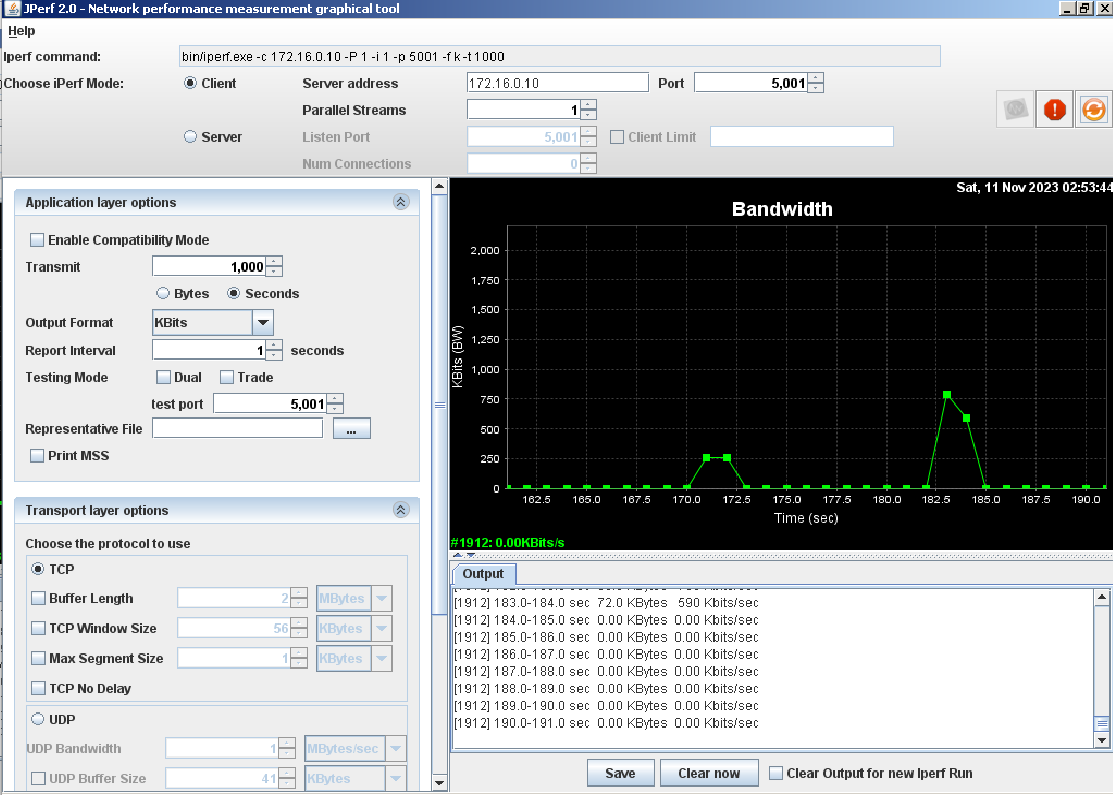 JPerf 2.0 - Network performance measurement graphical tool
Help
Iperf command:
bin/iperf.exe -c 172.16.0.10 -P 1 -i 1 -p 5001 -f k -t 1000
Choose iPerf Mode:
Client
Server address
172.16.0.10
Port
5,001
Parallel Streams
1
Server
Listen Port
5,001
Client Limit
Num Connections
0
Application layer options
Enable Compatibility Mode
Transmit
1,000
Bytes
Seconds
Output Format
KBits
Report Interval
1
seconds
Testing Mode
Dual
Trade
test port
5,001
Representative File
...
Print MSS
Transport layer options
Choose the protocol to use
TCP
Buffer Length
2
MBytes
TCP Window Size
56
KBytes
Max Segment Size
1
KBytes
TCP No Delay
UDP
UDP Bandwidth
1
MBytes/sec
UDP Buffer Size
41
KBytes
Sat, 11 Nov 2023 02:53:44
Bandwidth
KBits (BW)
2,000
1,750
1,500
1,250
1,000
750
500
250
0
162.5 165.0 167.5 170.0 172.5 175.0 177.5 180.0 182.5 185.0 187.5 190.0
Time (sec)
#1912: 0.00KBits/s
Output
[1912] 183.0-184.0 sec 72.0 KBytes 590 Kbits/sec
[1912] 184.0-185.0 sec 0.00 KBytes 0.00 Kbits/sec
[1912] 185.0-186.0 sec 0.00 KBytes 0.00 Kbits/sec
[1912] 186.0-187.0 sec 0.00 KBytes 0.00 Kbits/sec
[1912] 187.0-188.0 sec 0.00 KBytes 0.00 Kbits/sec
[1912] 188.0-189.0 sec 0.00 KBytes 0.00 Kbits/sec
[1912] 189.0-190.0 sec 0.00 KBytes 0.00 Kbits/sec
[1912] 190.0-191.0 sec 0.00 KBytes 0.00 Kbits/sec
Save
Clear now
Clear Output for new Iperf Run